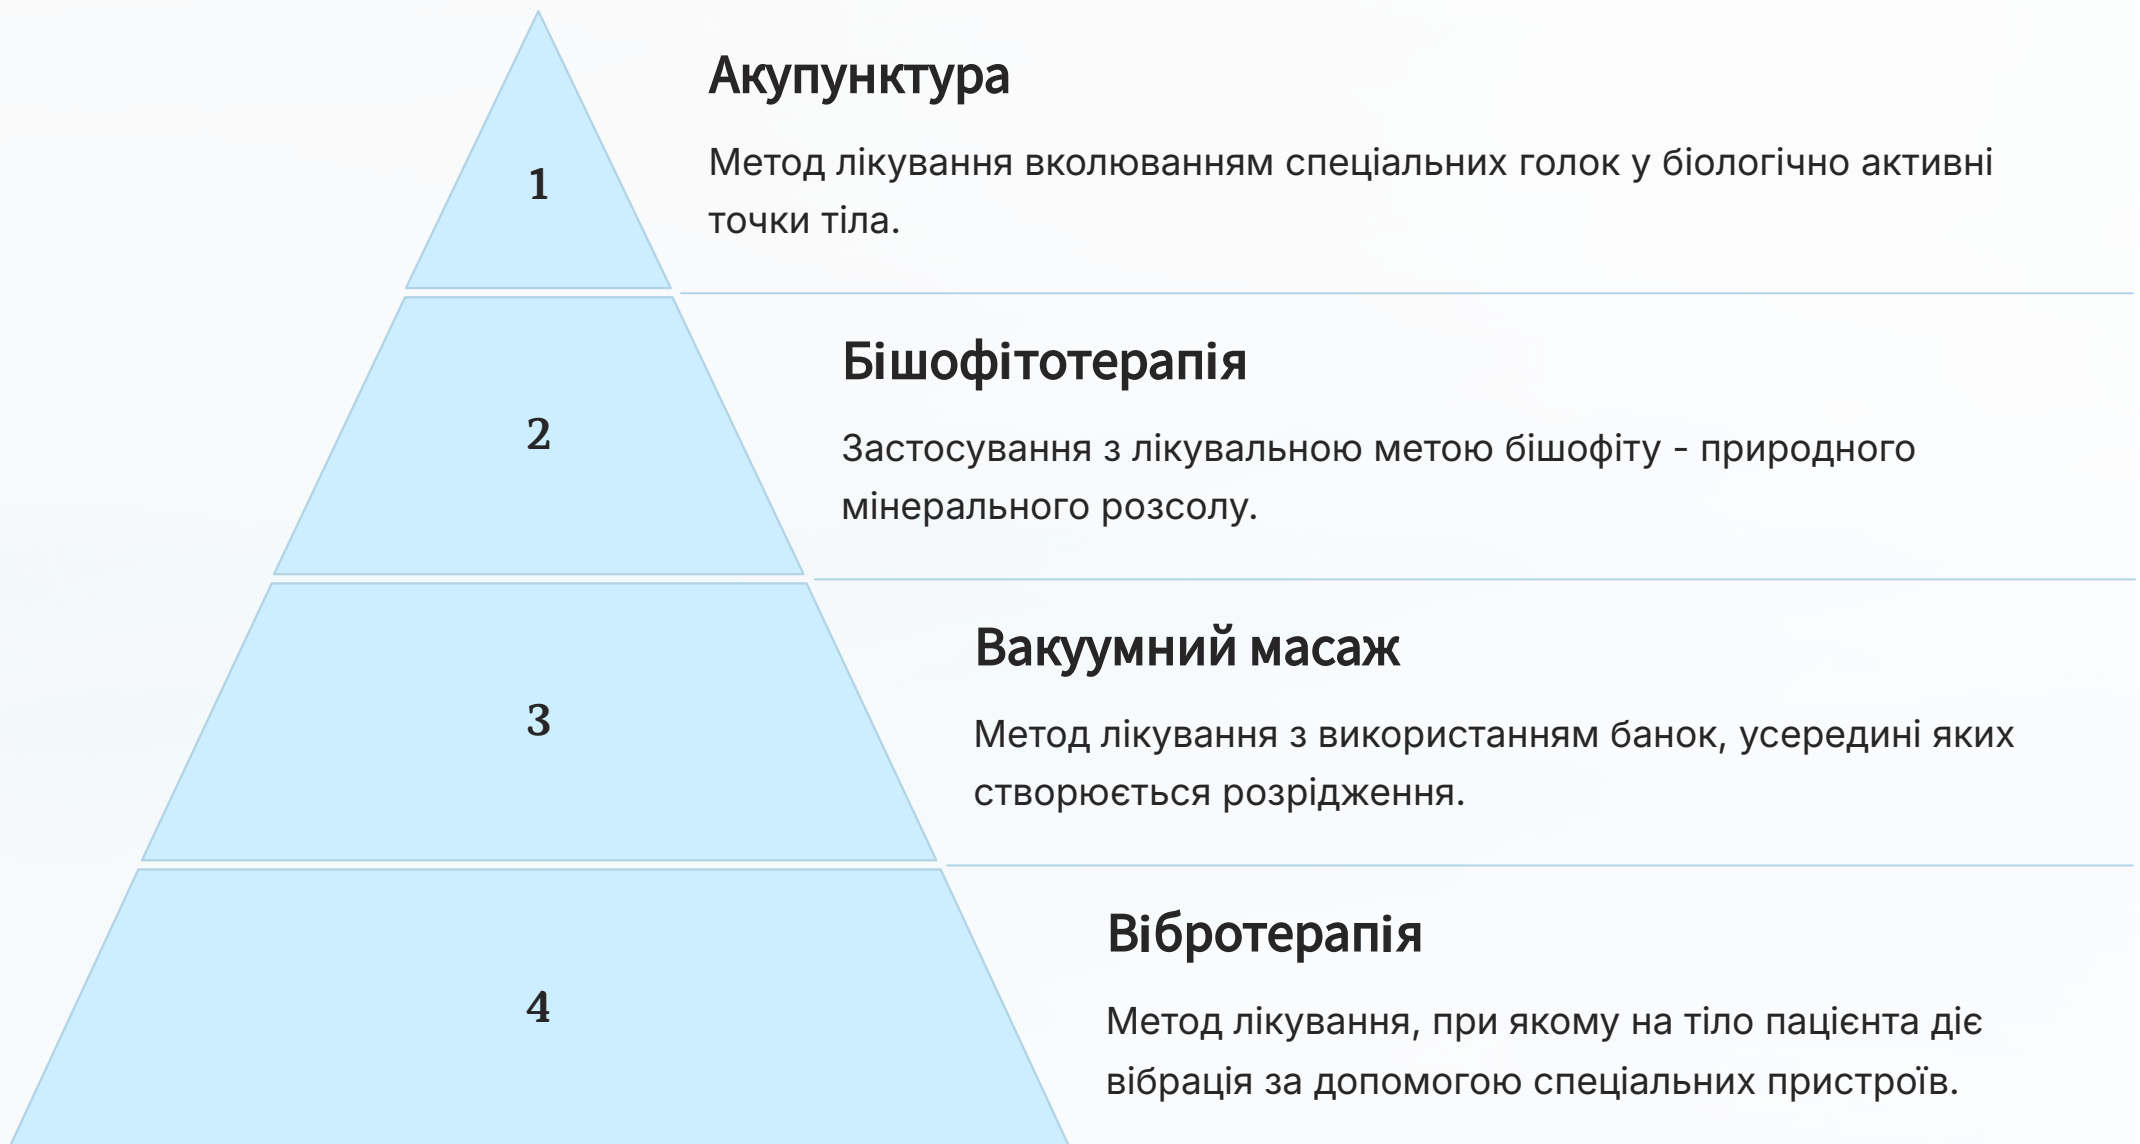 1
Акупунктура
Метод лікування вколюванням спеціальних голок у біологічно активні
точки тіла.
2
Бішофітотерапія
Застосування з лікувальною метою бішофіту - природного
мінерального розсолу.
3
Вакуумний масаж
Метод лікування з використанням банок, усередині яких
створюється розрідження.
4
Вібротерапія
Метод лікування, при якому на тіло пацієнта діє
вібрація за допомогою спеціальних пристроїв.